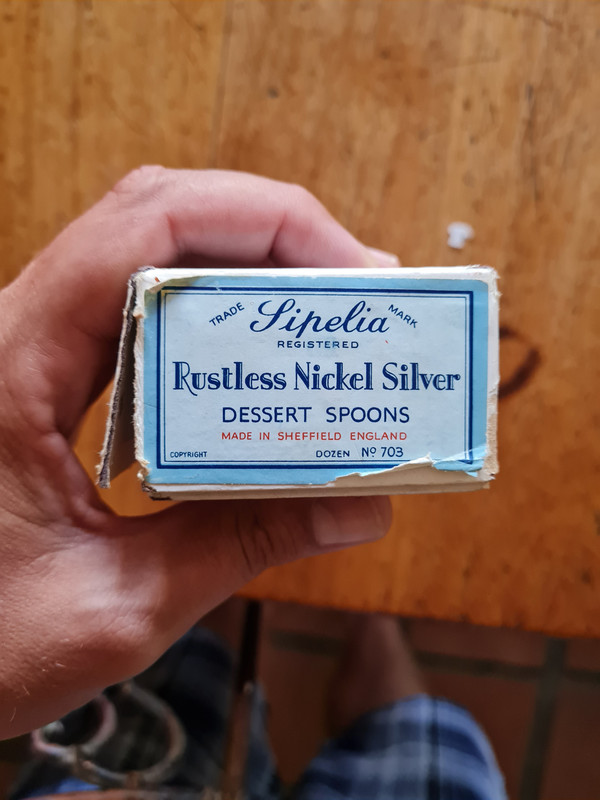 TRADE Sipelia MARK
REGISTERED
Rustless Nickel Silver
DESSERT SPOONS
MADE IN SHEFFIELD ENGLAND
COPYRIGHT DOZEN Nº 703